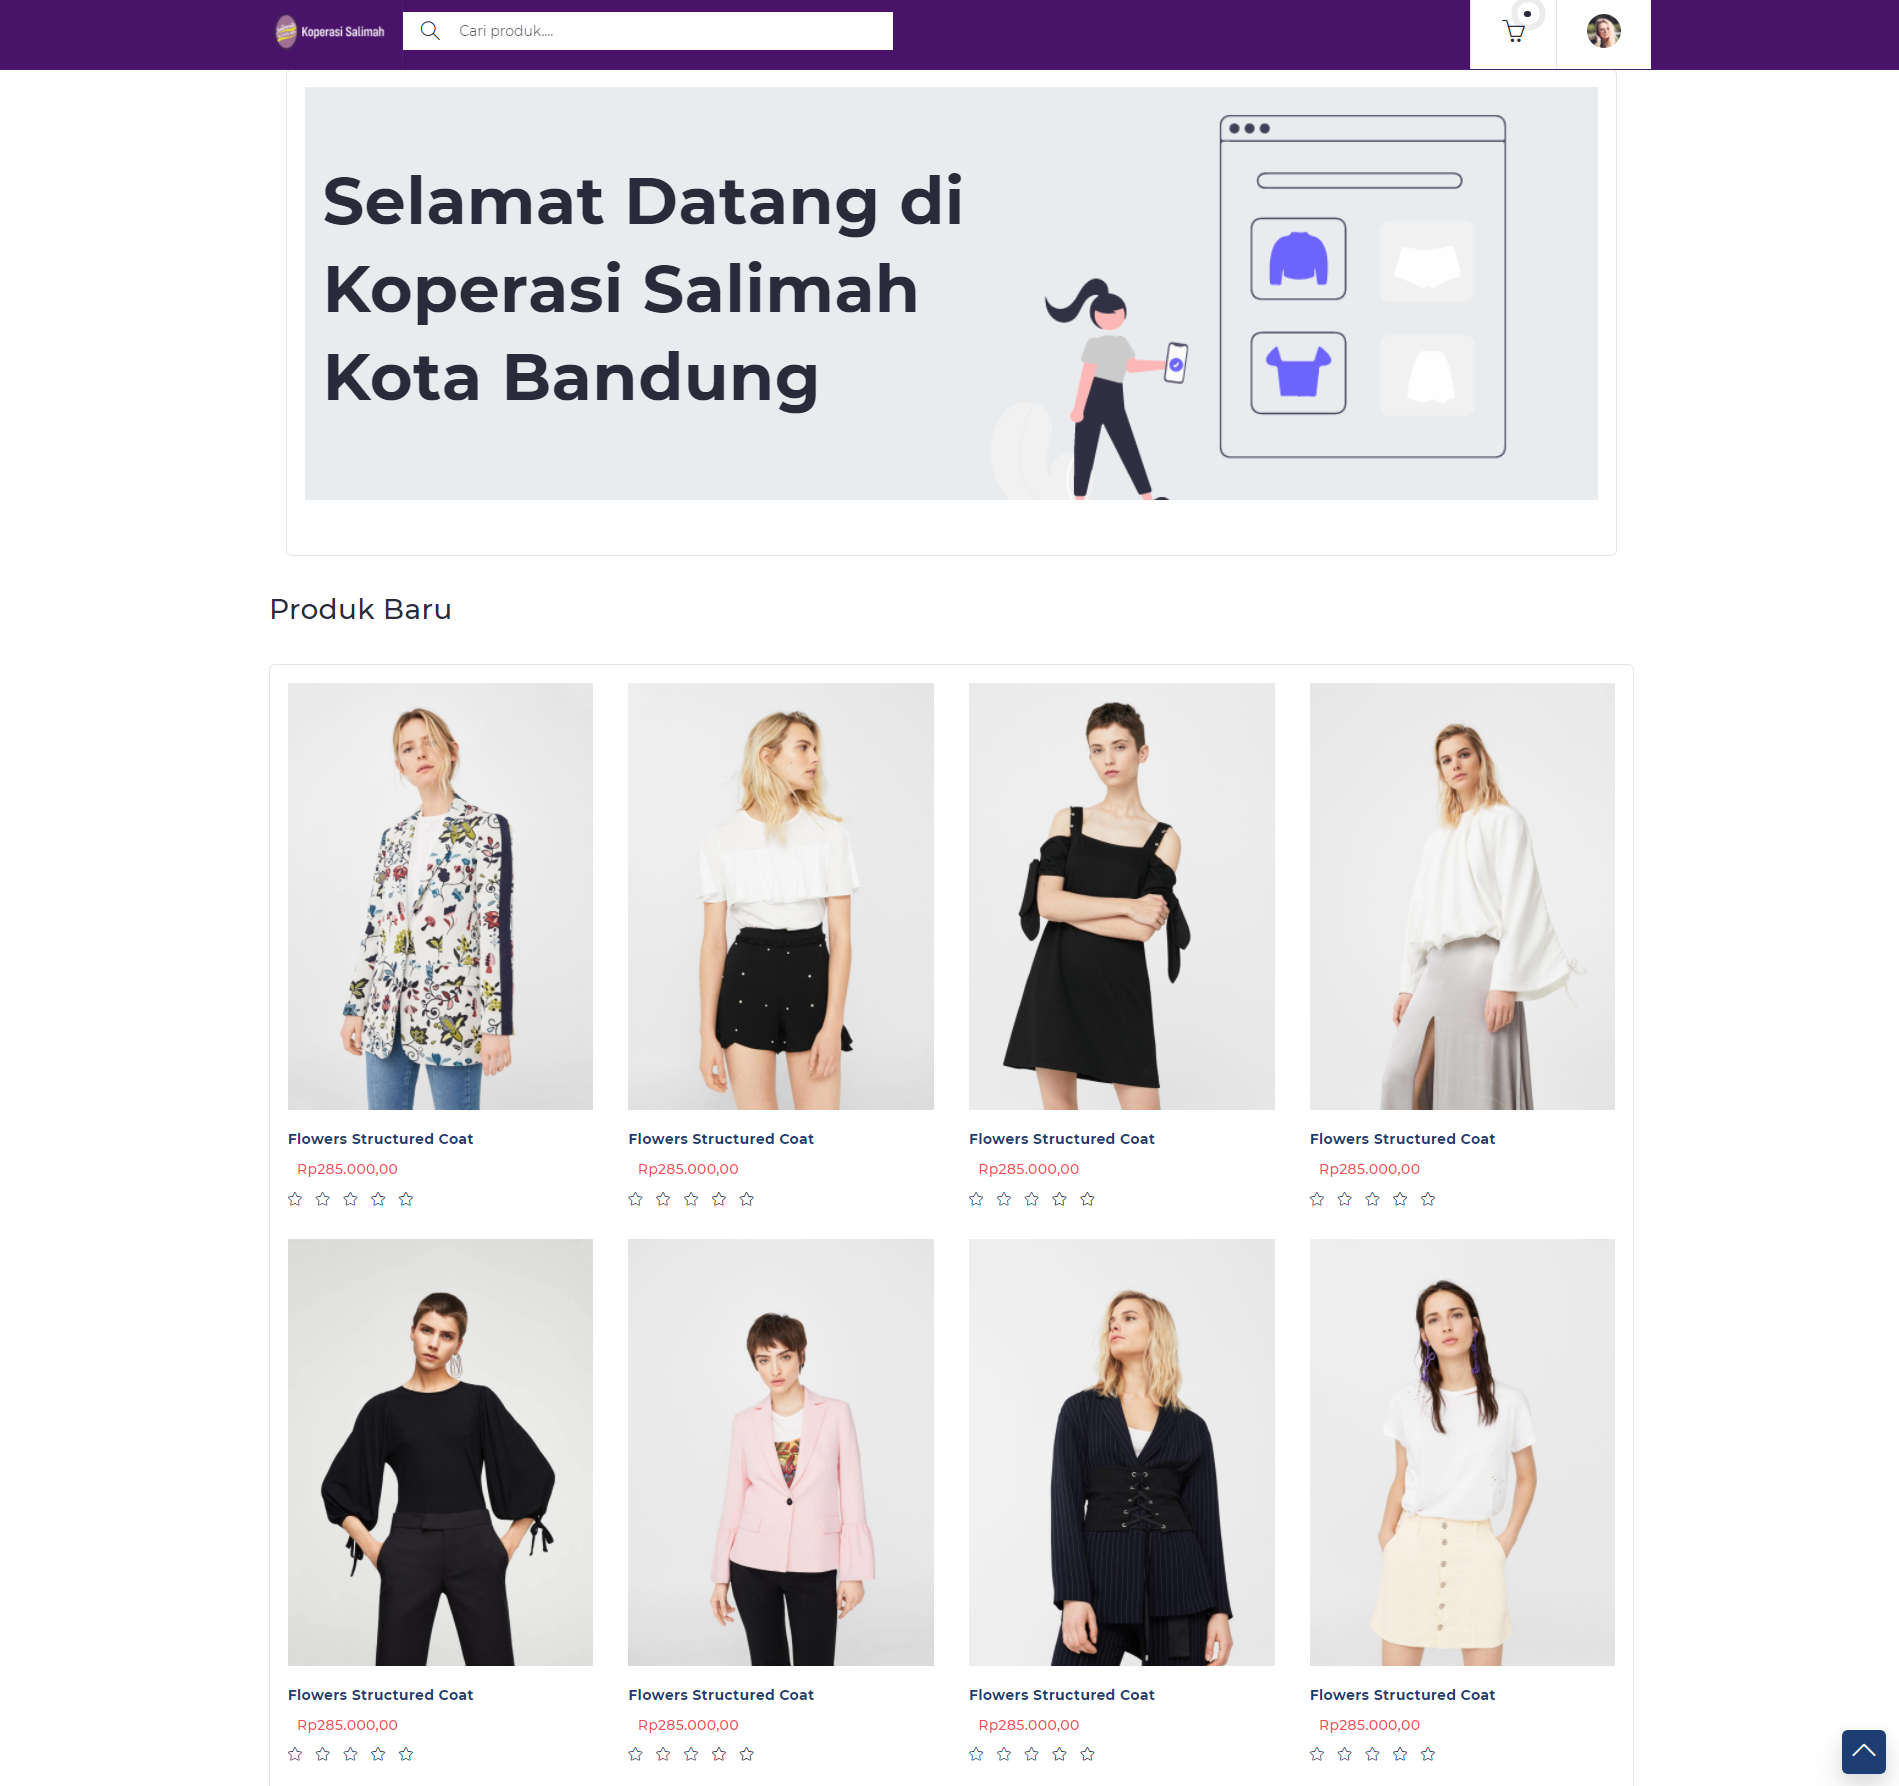 Koperasi Salimah
Cari produk....
Selamat Datang di
Koperasi Salimah
Kota Bandung
Produk Baru
Flowers Structured Coat
Rp285.000,00
Flowers Structured Coat
Rp285.000,00
Flowers Structured Coat
Rp285.000,00
Flowers Structured Coat
Rp285.000,00
Flowers Structured Coat
Rp285.000,00
Flowers Structured Coat
Rp285.000,00
Flowers Structured Coat
Rp285.000,00
Flowers Structured Coat
Rp285.000,00